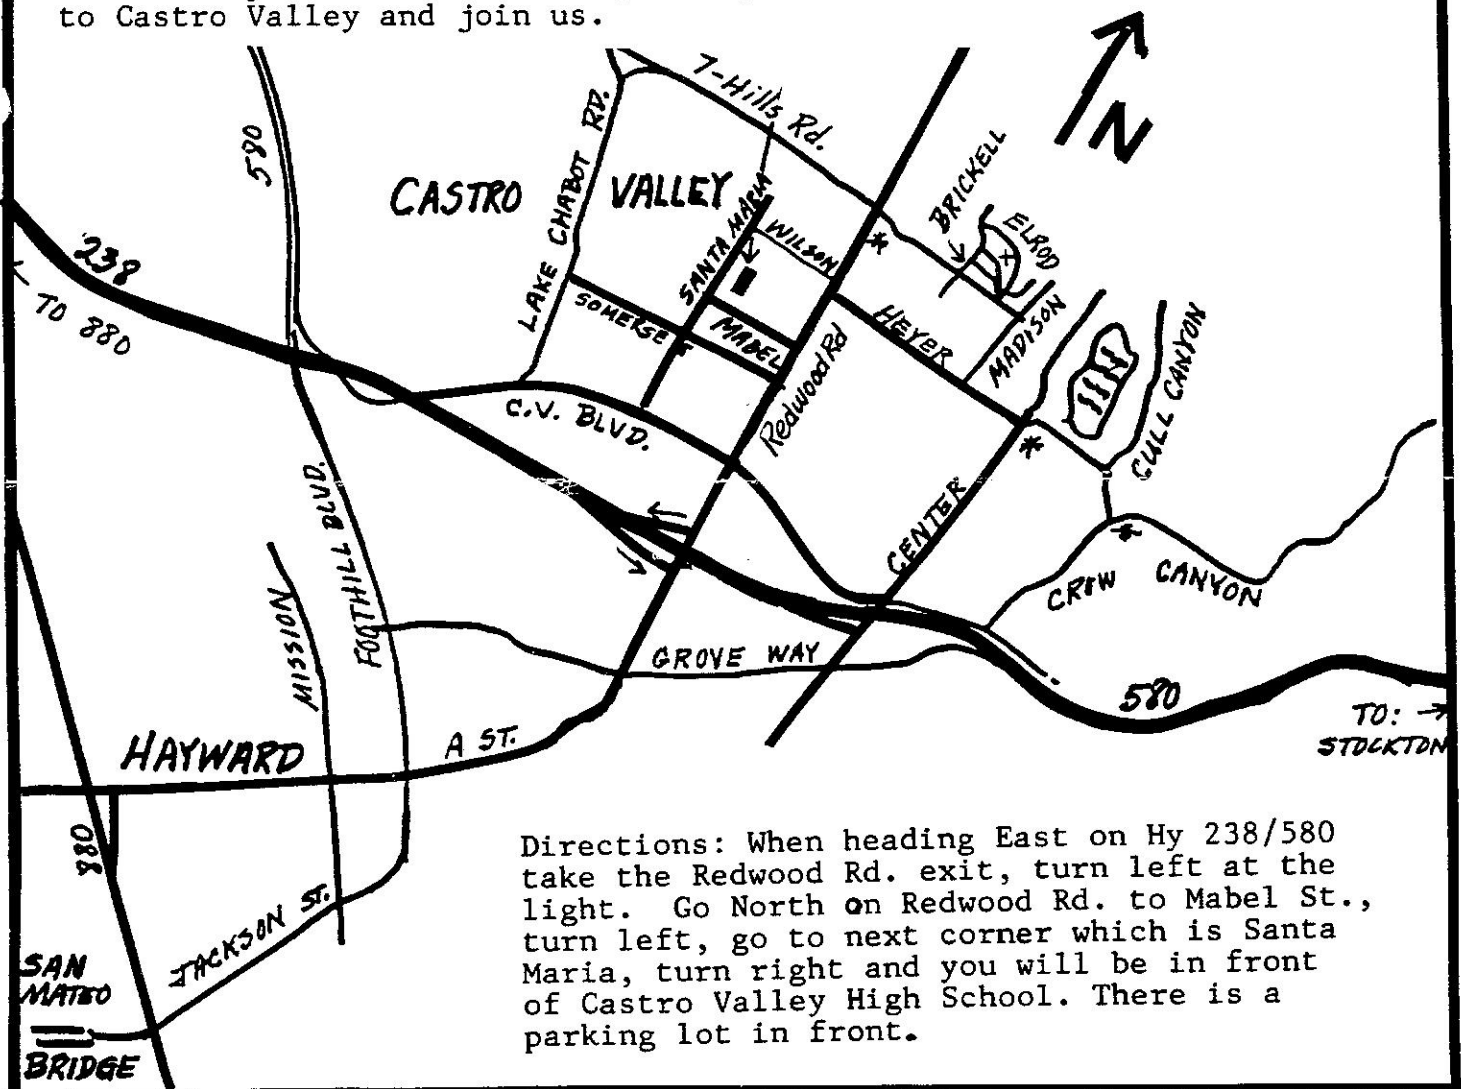 to Castro Valley and join us.
7-Hills Rd.
N
580
LAKE CHABOT RD.
CASTRO VALLEY
SANTA MARIA
WILSON
BRICKELL
ELROD
238
TO 880
SOMERSET
MABEL
Redwood Rd
HEYER
MADISON
CULL CANYON
C.V. BLVD.
FOOTHILL BLVD.
MISSION
CENTER
CROW CANYON
GROVE WAY
580
TO:
STOCKTON
HAYWARD
A ST.
880
JACKSON ST.
SAN
MATEO
BRIDGE
Directions: When heading East on Hy 238/580
take the Redwood Rd. exit, turn left at the
light. Go North on Redwood Rd. to Mabel St.,
turn left, go to next corner which is Santa
Maria, turn right and you will be in front
of Castro Valley High School. There is a
parking lot in front.